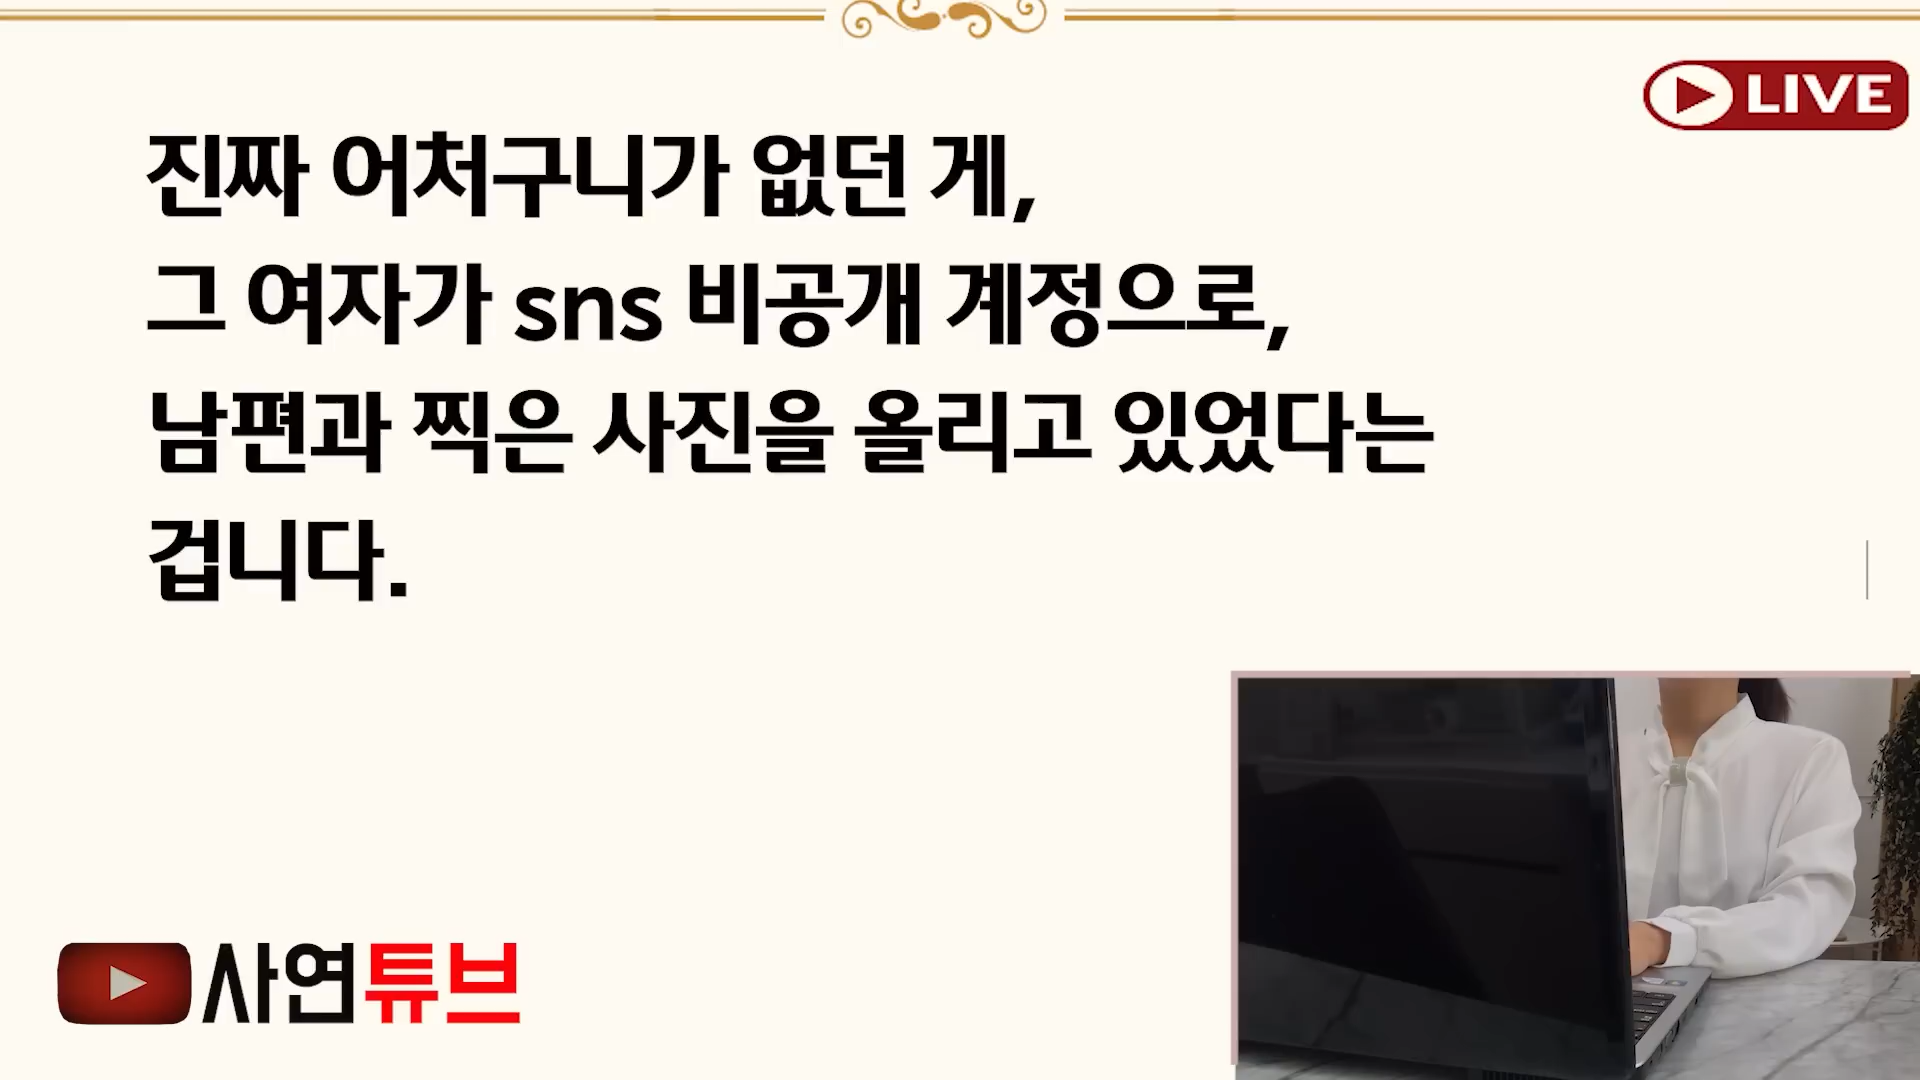 LIVE
진짜 어처구니가 없던 게,
그 여자가 sns 비공개 계정으로,
남편과 찍은 사진을 올리고 있었다는
겁니다.
사연튜브